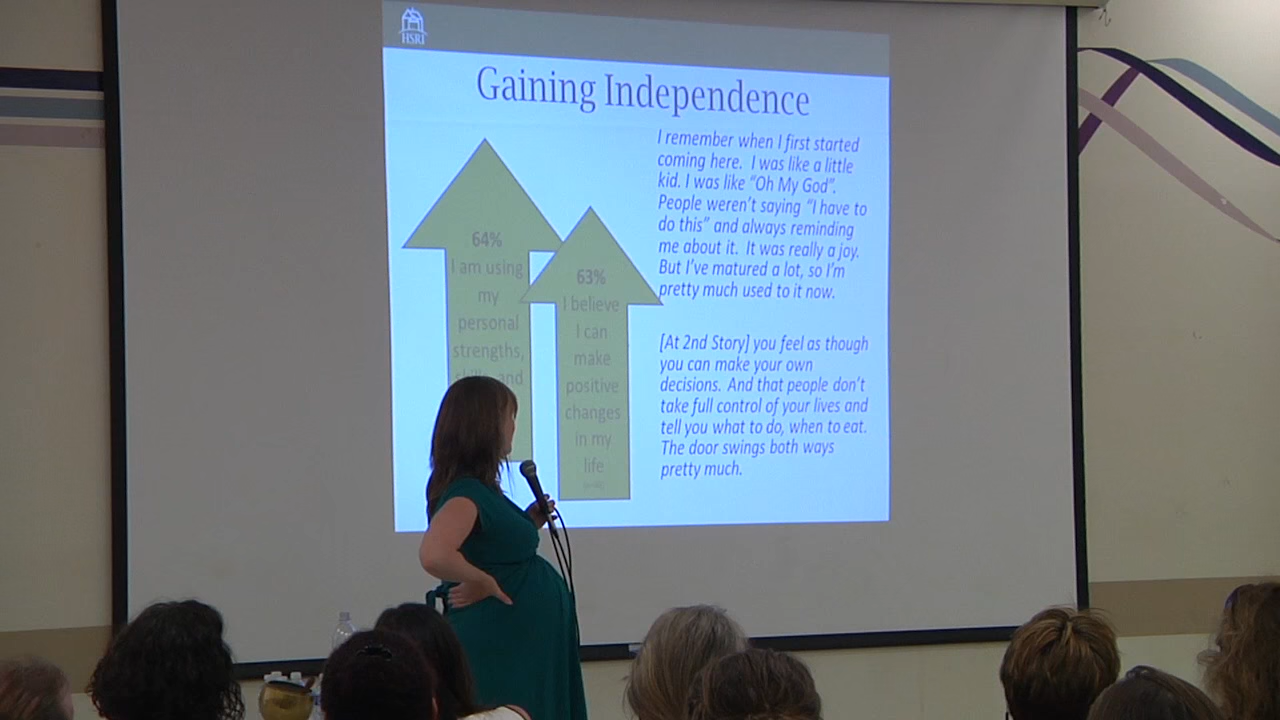 HSRI
Gaining Independence
64%
I am using
my
personal
strengths,
and
63%
I believe
I can
make
positive
changes
in my
life
I remember when I first started
coming here. I was like a little
kid. I was like “Oh My God”.
People weren’t saying “I have to
do this” and always reminding
me about it. It was really a joy.
But I’ve matured a lot, so I’m
pretty much used to it now.
[At 2nd Story] you feel as though
you can make your own
decisions. And that people don’t
take full control of your lives and
tell you what to do, when to eat.
The door swings both ways
pretty much.